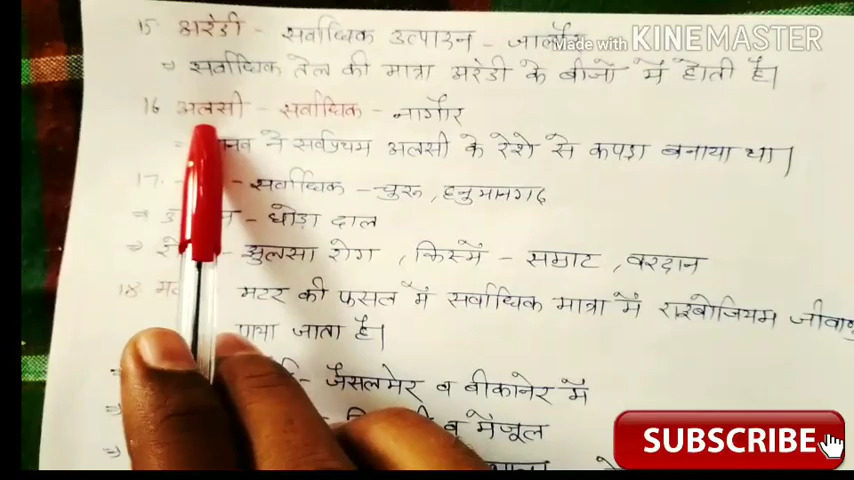 15 अरेडी - सर्वाधिक उत्पादन - जालौर
Made with KINEMASTER
→ सर्वाधिक तेल की मात्रा अरेडी के बीजों में होती है।
16 अलसी - सर्वाधिक - नागौर
मानव ने सर्वप्रथम अलसी के रेशे से कपड़ा बनाया था।
17. - सर्वाधिक - चुरू, हनुमानगढ
- घोड़ा दाल
- झुलसा रोग, किस्में - सम्राट, वरदान
18 मटर की फसल में सर्वाधिक मात्रा में राइबोजियम जीवाणु
पाया जाता है।
- जैसलमेर व बीकानेर में
व मेंजूल
SUBSCRIBE